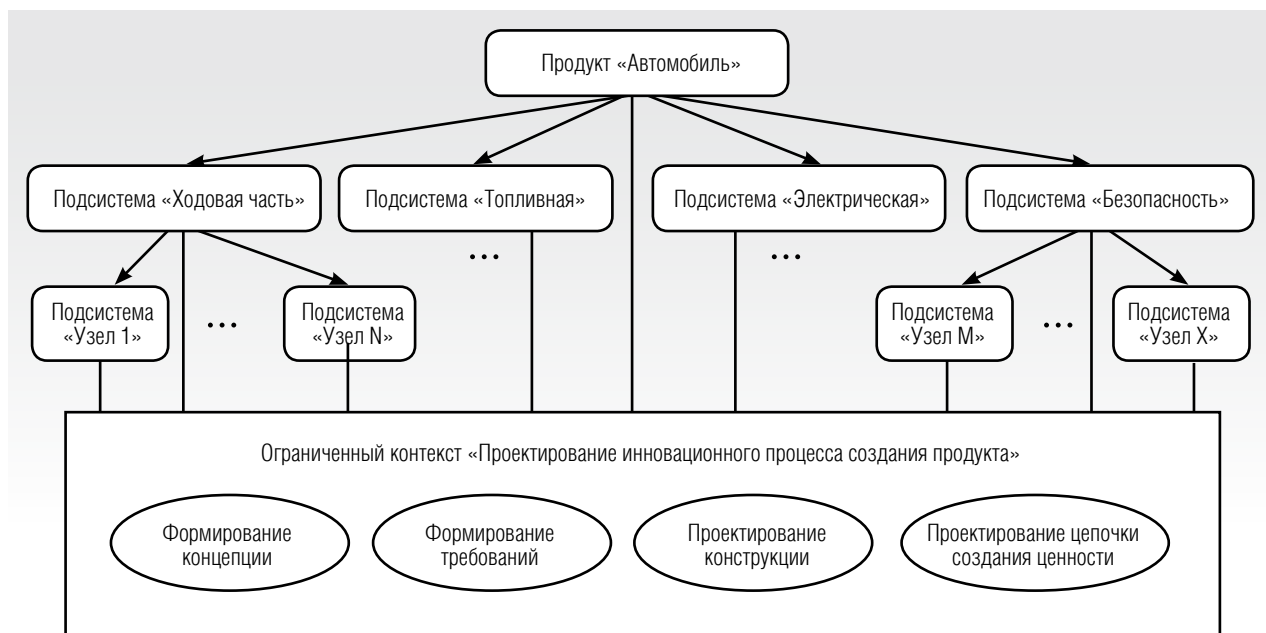 Продукт «Автомобиль»
Подсистема «Ходовая часть»
Подсистема «Топливная»
Подсистема «Электрическая»
Подсистема «Безопасность»
...
...
Подсистема
«Узел 1»
...
Подсистема
«Узел N»
Подсистема
«Узел M»
...
Подсистема
«Узел X»
Ограниченный контекст «Проектирование инновационного процесса создания продукта»
Формирование
концепции
Формирование
требований
Проектирование
конструкции
Проектирование цепочки
создания ценности